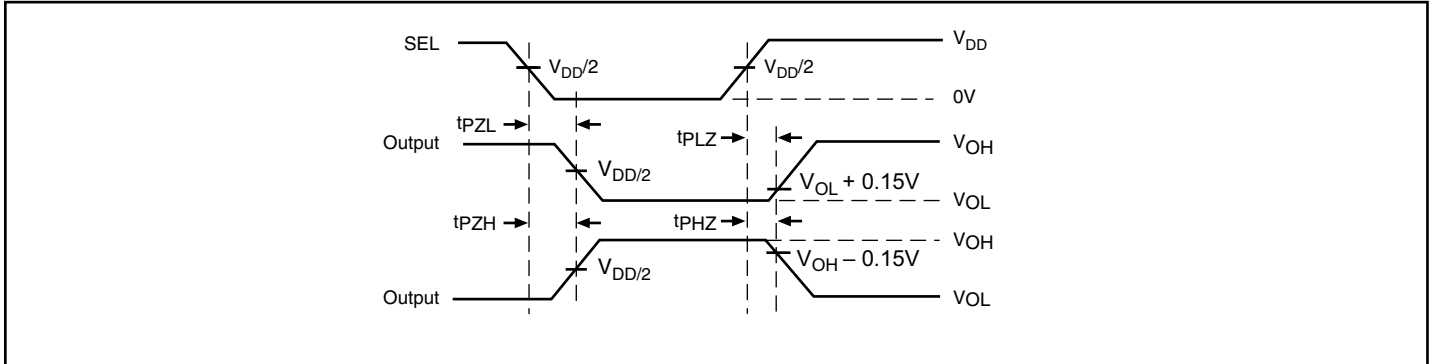 SEL
V_DD/2
V_DD/2
V_DD
0V
tPZL
tPLZ
Output
V_DD/2
V_OL + 0.15V
V_OH
V_OL
tPZH
tPHZ
V_OH
V_DD/2
V_OH – 0.15V
Output
V_OL